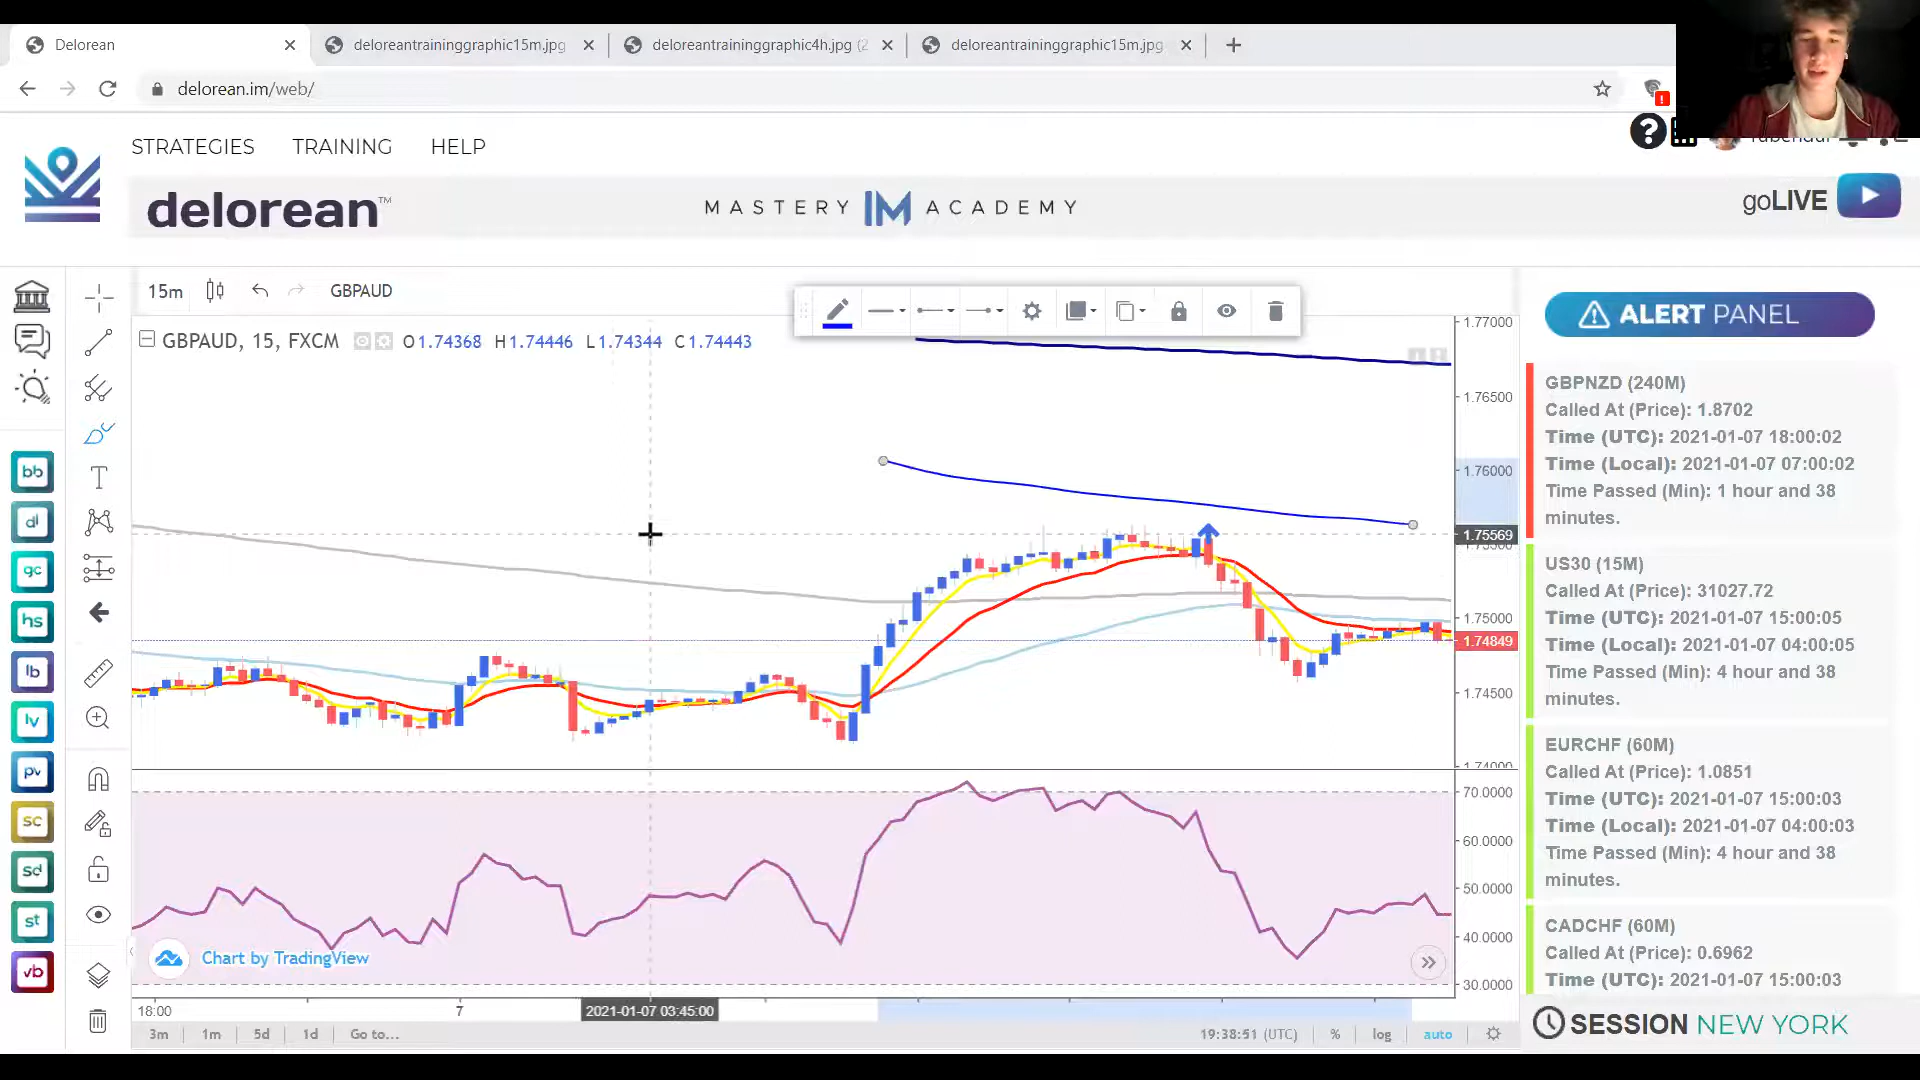 Delorean
deloreantraininggraphic15m.jpg
deloreantraininggraphic4h.jpg (2
deloreantraininggraphic15m.jpg
delorean.im/web/
STRATEGIES
TRAINING
HELP
delorean™
MASTERY IM ACADEMY
goLIVE
15m
GBPAUD
GBPAUD, 15, FXCM
O1.74368 H1.74446 L1.74344 C1.74443
1.77000
1.76500
1.76000
1.75569
1.75000
1.74849
1.74500
70.0000
60.0000
50.0000
40.0000
30.0000
bb
dl
gc
hs
lb
lv
pv
sc
sd
st
vb
Chart by TradingView
18:00
7
2021-01-07 03:45:00
3m
1m
5d
1d
Go to...
19:38:51 (UTC)
%
log
auto
ALERT PANEL
GBPNZD (240M)
Called At (Price): 1.8702
Time (UTC): 2021-01-07 18:00:02
Time (Local): 2021-01-07 07:00:02
Time Passed (Min): 1 hour and 38
minutes.
US30 (15M)
Called At (Price): 31027.72
Time (UTC): 2021-01-07 15:00:05
Time (Local): 2021-01-07 04:00:05
Time Passed (Min): 4 hour and 38
minutes.
EURCHF (60M)
Called At (Price): 1.0851
Time (UTC): 2021-01-07 15:00:03
Time (Local): 2021-01-07 04:00:03
Time Passed (Min): 4 hour and 38
minutes.
CADCHF (60M)
Called At (Price): 0.6962
Time (UTC): 2021-01-07 15:00:03
SESSION NEW YORK